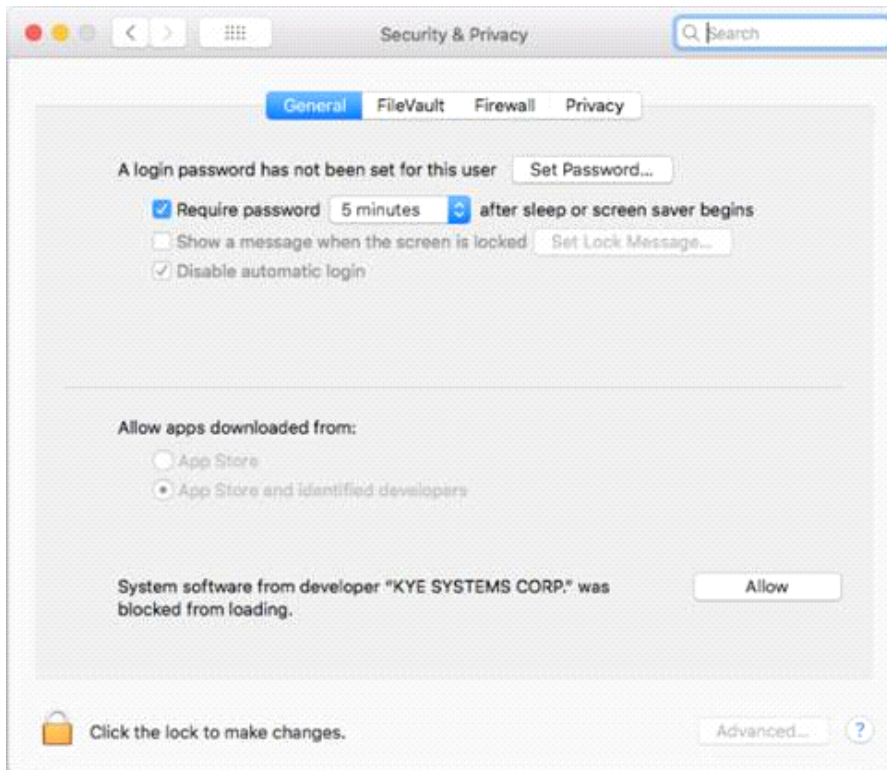 Security & Privacy
Search
General FileVault Firewall Privacy
A login password has not been set for this user Set Password...
Require password 5 minutes after sleep or screen saver begins
Show a message when the screen is locked Set Lock Message...
Disable automatic login
Allow apps downloaded from:
App Store
App Store and identified developers
System software from developer "KYE SYSTEMS CORP." was Allow
blocked from loading.
Click the lock to make changes. Advanced... ?